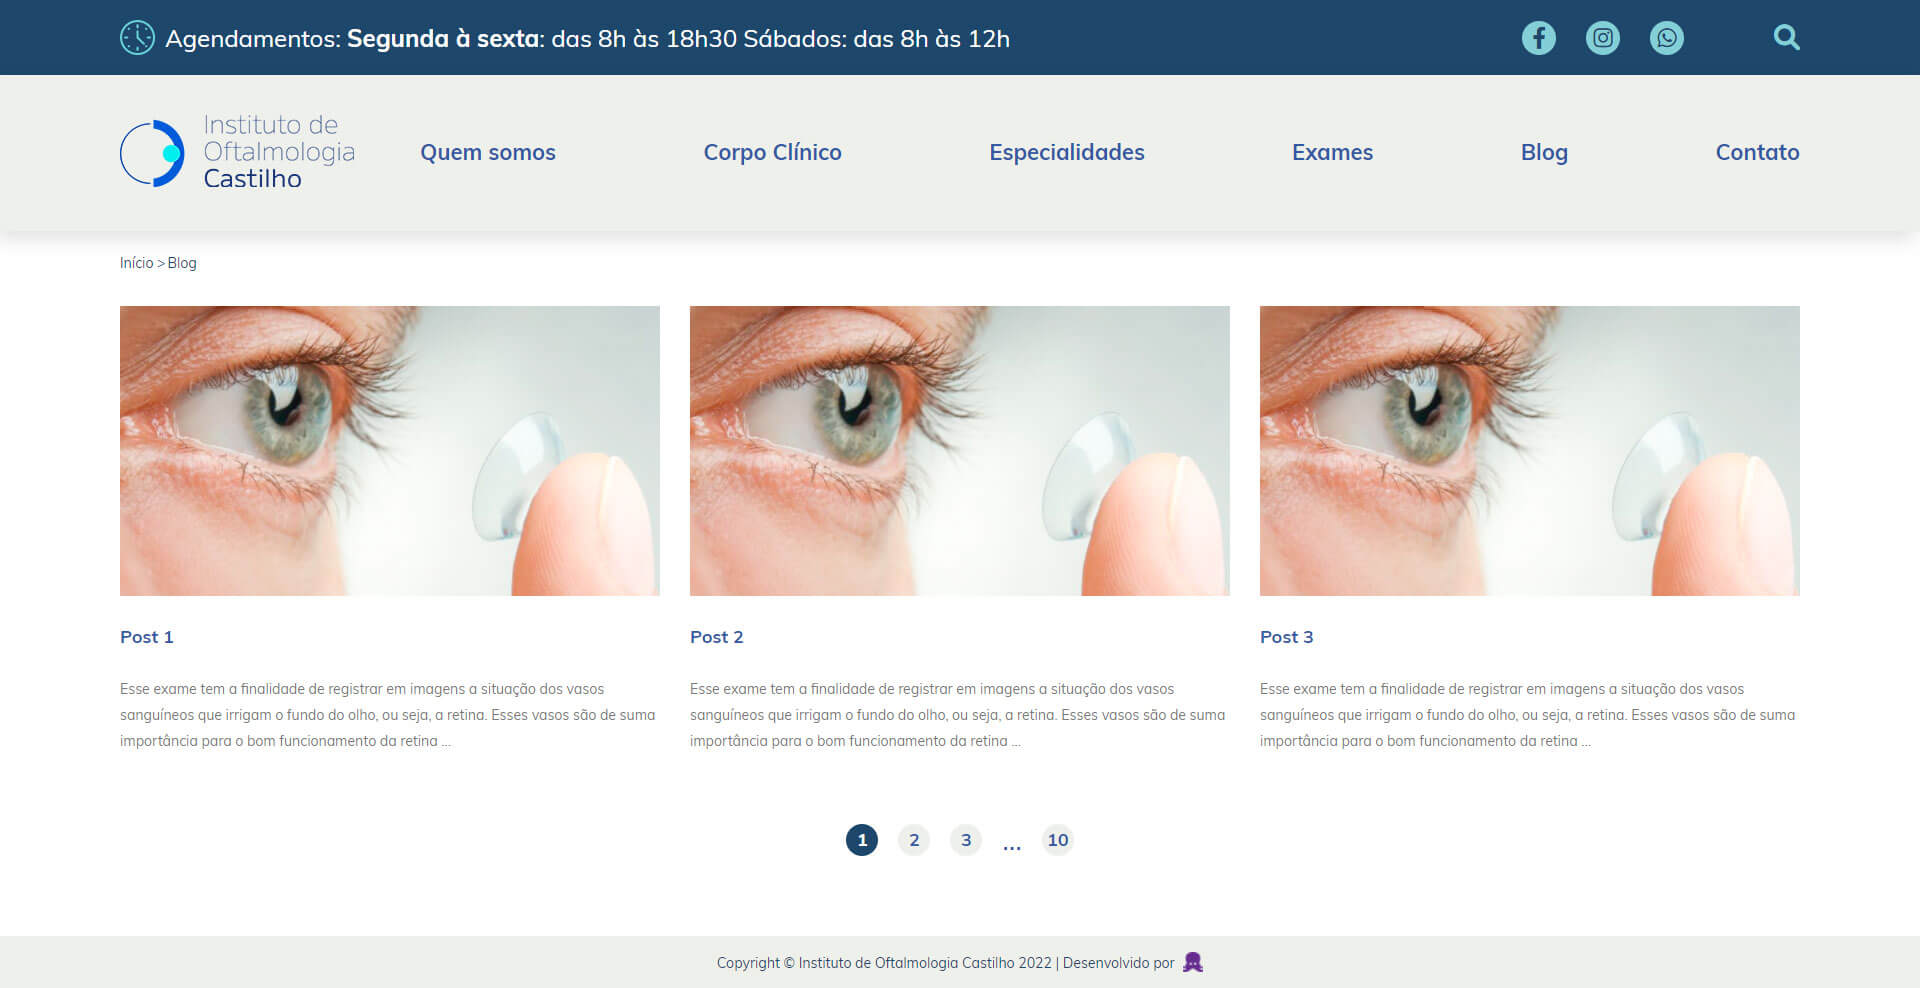 Agendamentos: Segunda à sexta: das 8h às 18h30 Sábados: das 8h às 12h
Instituto de
Oftalmologia
Castilho
Quem somos
Corpo Clínico
Especialidades
Exames
Blog
Contato
Início > Blog
Post 1
Esse exame tem a finalidade de registrar em imagens a situação dos vasos
sanguíneos que irrigam o fundo do olho, ou seja, a retina. Esses vasos são de suma
importância para o bom funcionamento da retina ...
Post 2
Esse exame tem a finalidade de registrar em imagens a situação dos vasos
sanguíneos que irrigam o fundo do olho, ou seja, a retina. Esses vasos são de suma
importância para o bom funcionamento da retina ...
Post 3
Esse exame tem a finalidade de registrar em imagens a situação dos vasos
sanguíneos que irrigam o fundo do olho, ou seja, a retina. Esses vasos são de suma
importância para o bom funcionamento da retina ...
1 2 3 ... 10
Copyright © Instituto de Oftalmologia Castilho 2022 | Desenvolvido por